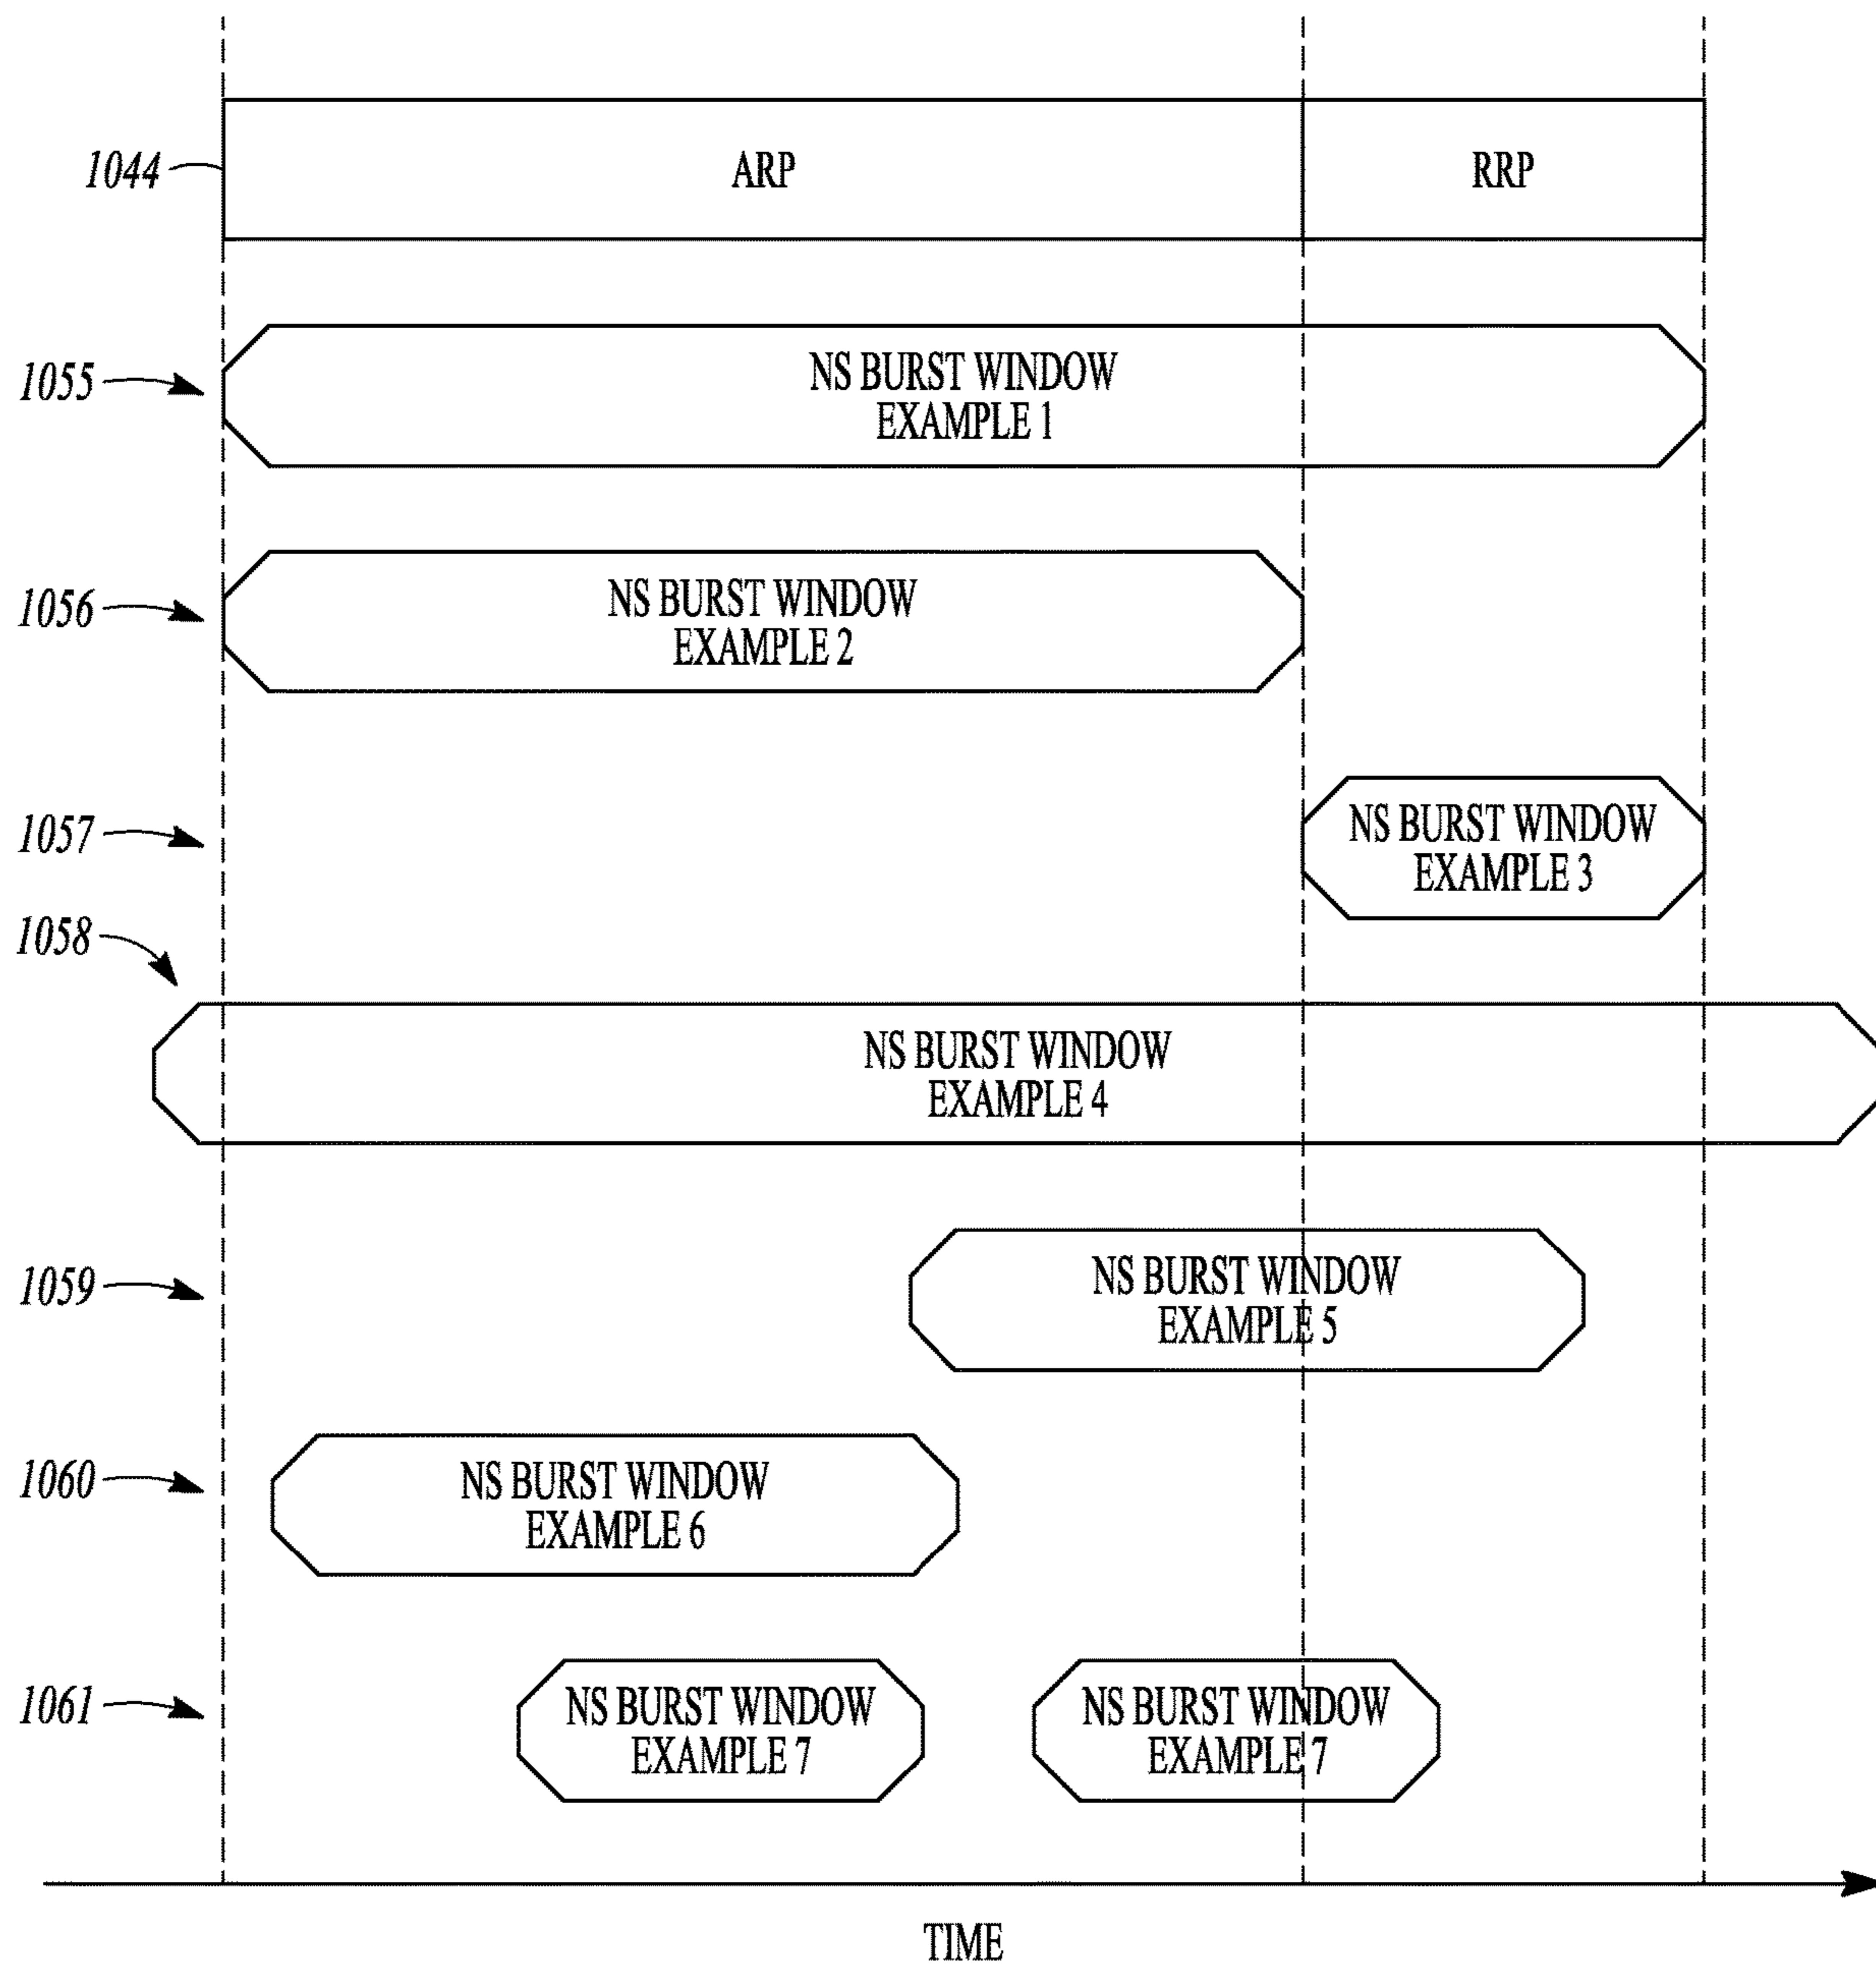 1044
ARP
RRP
1055
NS BURST WINDOW
EXAMPLE 1
1056
NS BURST WINDOW
EXAMPLE 2
1057
NS BURST WINDOW
EXAMPLE 3
1058
NS BURST WINDOW
EXAMPLE 4
1059
NS BURST WINDOW
EXAMPLE 5
1060
NS BURST WINDOW
EXAMPLE 6
1061
NS BURST WINDOW
EXAMPLE 7
NS BURST WINDOW
EXAMPLE 7
TIME